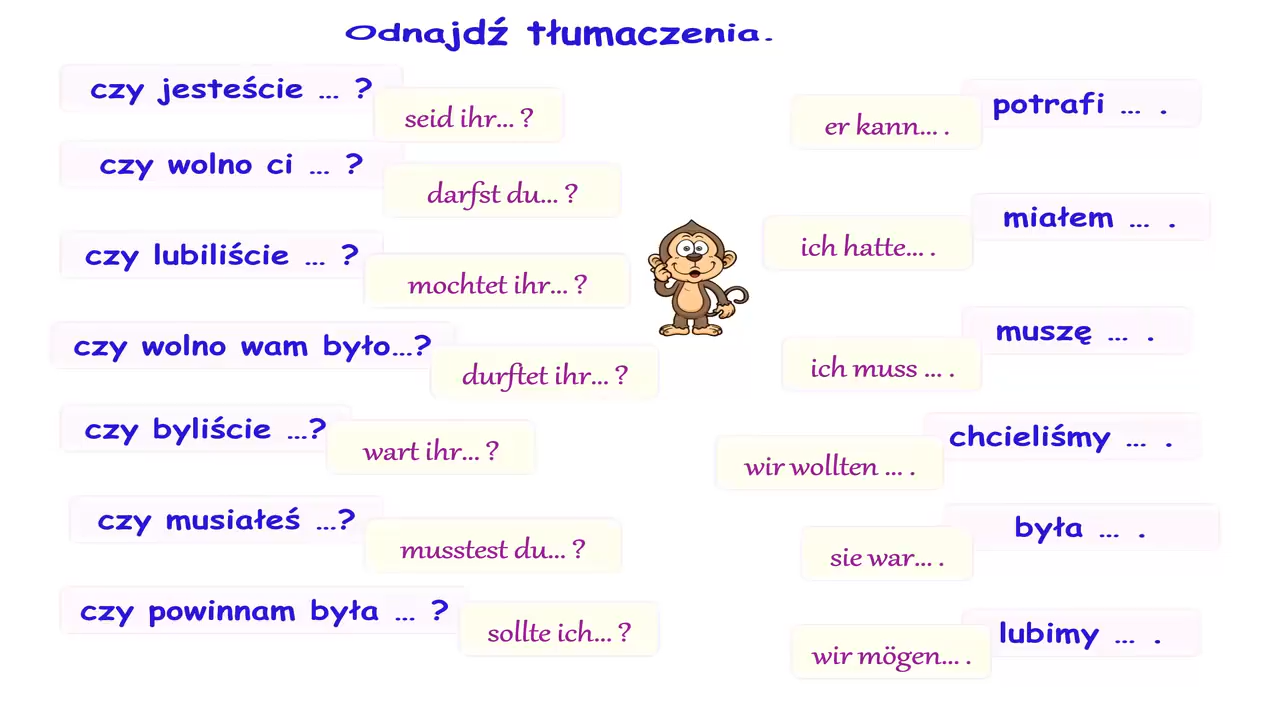 Odnajdź tłumaczenia.
czy jesteście ... ?
seid ihr... ?
czy wolno ci ... ?
darfst du... ?
czy lubiliście ... ?
mochtet ihr... ?
czy wolno wam było...?
durftet ihr... ?
czy byliście ...?
wart ihr... ?
czy musiałeś ...?
musstest du... ?
czy powinnam była ... ?
sollte ich... ?
potrafi ... .
er kann... .
miałem ... .
ich hatte... .
muszę ... .
ich muss ... .
chcieliśmy ... .
wir wollten ... .
była ... .
sie war... .
lubimy ... .
wir mögen... .